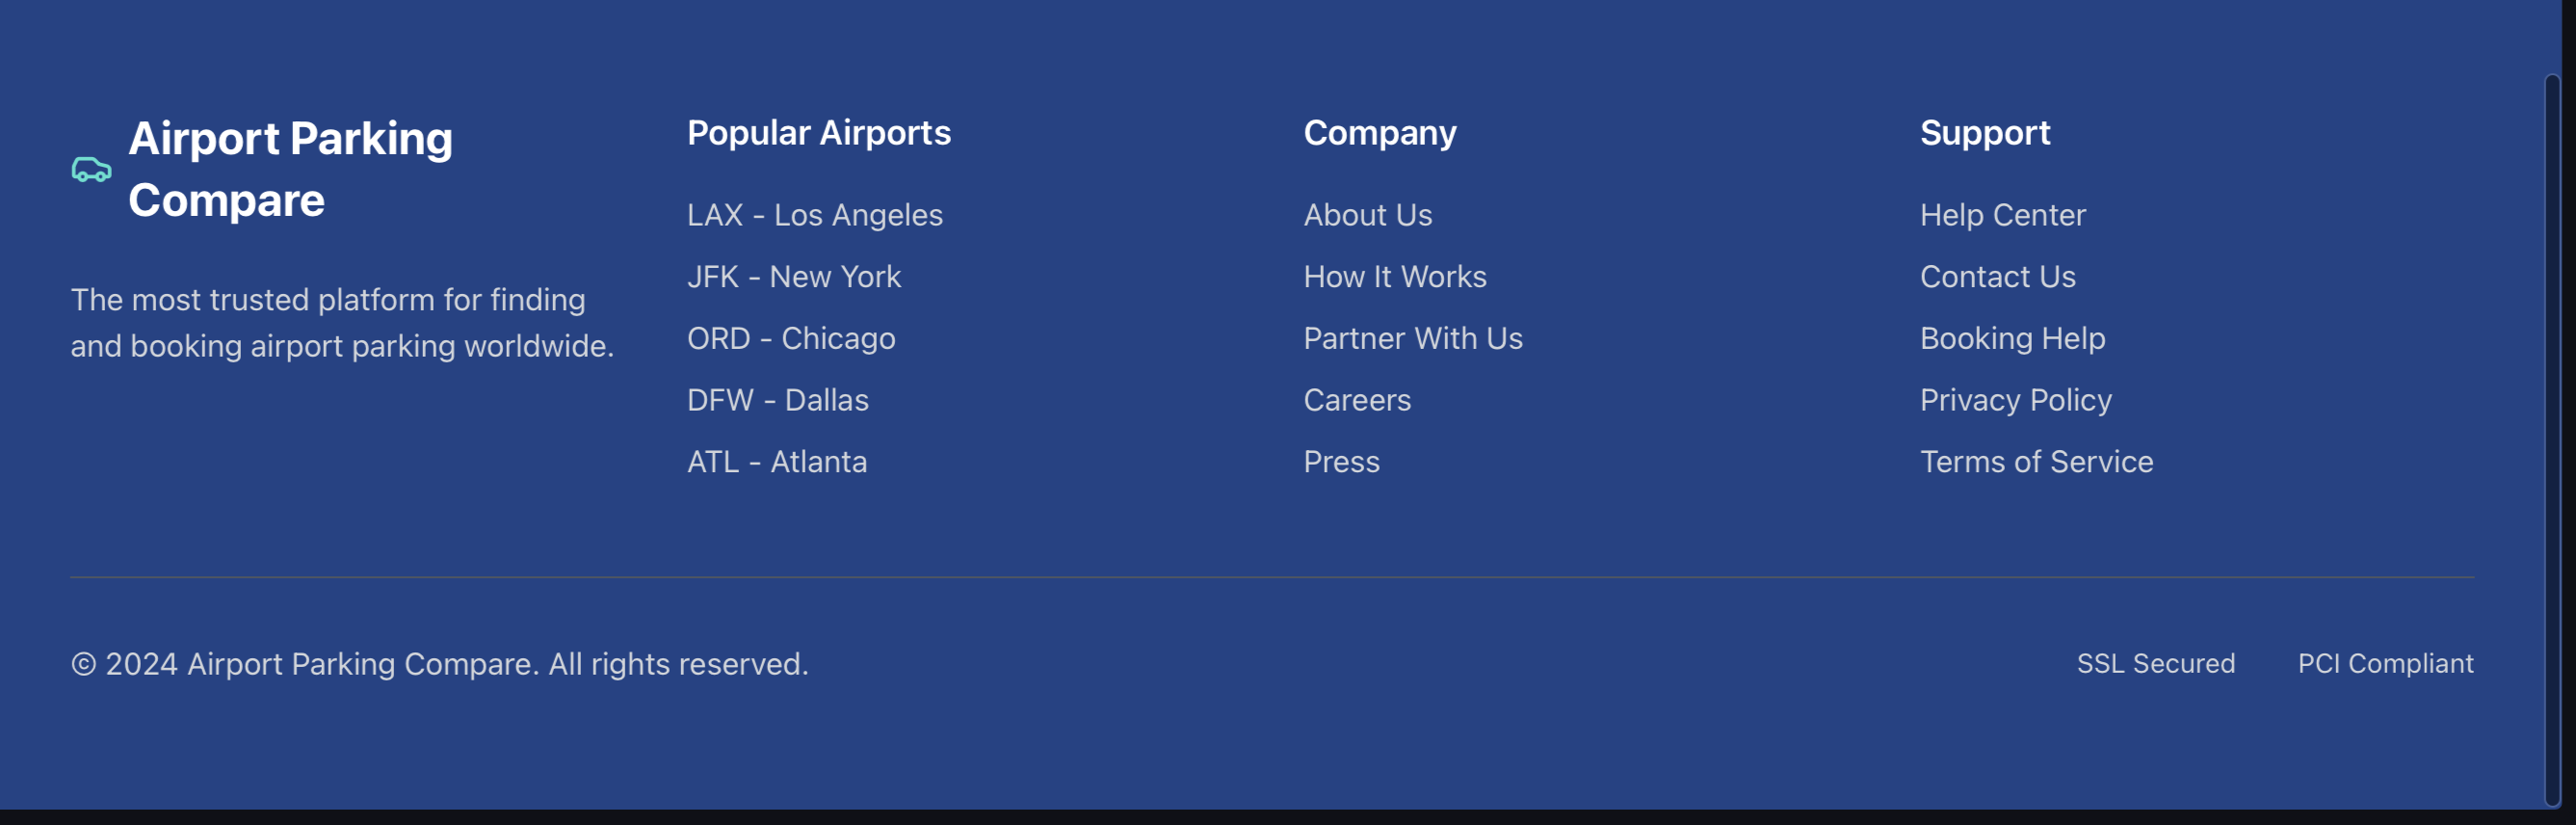 Airport Parking
Compare
The most trusted platform for finding
and booking airport parking worldwide.
Popular Airports
LAX - Los Angeles
JFK - New York
ORD - Chicago
DFW - Dallas
ATL - Atlanta
Company
About Us
How It Works
Partner With Us
Careers
Press
Support
Help Center
Contact Us
Booking Help
Privacy Policy
Terms of Service
© 2024 Airport Parking Compare. All rights reserved.
SSL Secured
PCI Compliant